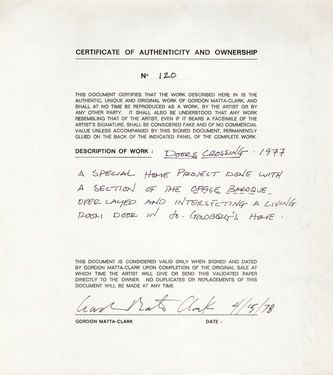 CERTIFICATE OF AUTHENTICITY AND OWNERSHIP
N° 120
THIS DOCUMENT CERTIFIES THAT THE WORK DESCRIBED HERE IN IS THE
AUTHENTIC, UNIQUE AND ORIGINAL WORK OF GORDON MATTA-CLARK, AND
SHALL AT NO TIME BE REPRODUCED AS A WORK, BY THE ARTIST OR BY
ANY OTHER PARTY. IT SHALL ALSO BE UNDERSTOOD THAT ANY WORK
RESEMBLING THAT OF THE ARTIST, EVEN IF IT BEARS A FACSIMILE OF THE
ARTIST'S SIGNATURE, SHALL BE CONSIDERED FAKE AND OF NO COMMERCIAL
VALUE UNLESS ACCOMPANIED BY THIS SIGNED DOCUMENT, PERMANENTLY
GLUED ON THE BACK OF THE INDICATED PANEL OF THE COMPLETE WORK.
DESCRIPTION OF WORK : DOORS CROSSING · 1977
A SPECIAL HOME PROJECT DONE WITH
A SECTION OF THE OFFICE BAROQUE,
OVER LAYED AND INTERSECTING A LIVING
ROOM DOOR IN GOLDBERG'S HOME.
THIS DOCUMENT IS CONSIDERED VALID ONLY WHEN SIGNED AND DATED
BY GORDON MATTA-CLARK UPON COMPLETION OF THE ORIGINAL SALE AT
WHICH TIME THE ARTIST WILL GIVE OR SEND THIS VALIDATED PAPER
DIRECTLY TO THE OWNER. NO DUPLICATES OR REPLACEMENTS OF THIS
DOCUMENT WILL BE MADE AT ANY TIME.
Gordon Matta Clark 4/15/78
GORDON MATTA-CLARK DATE :